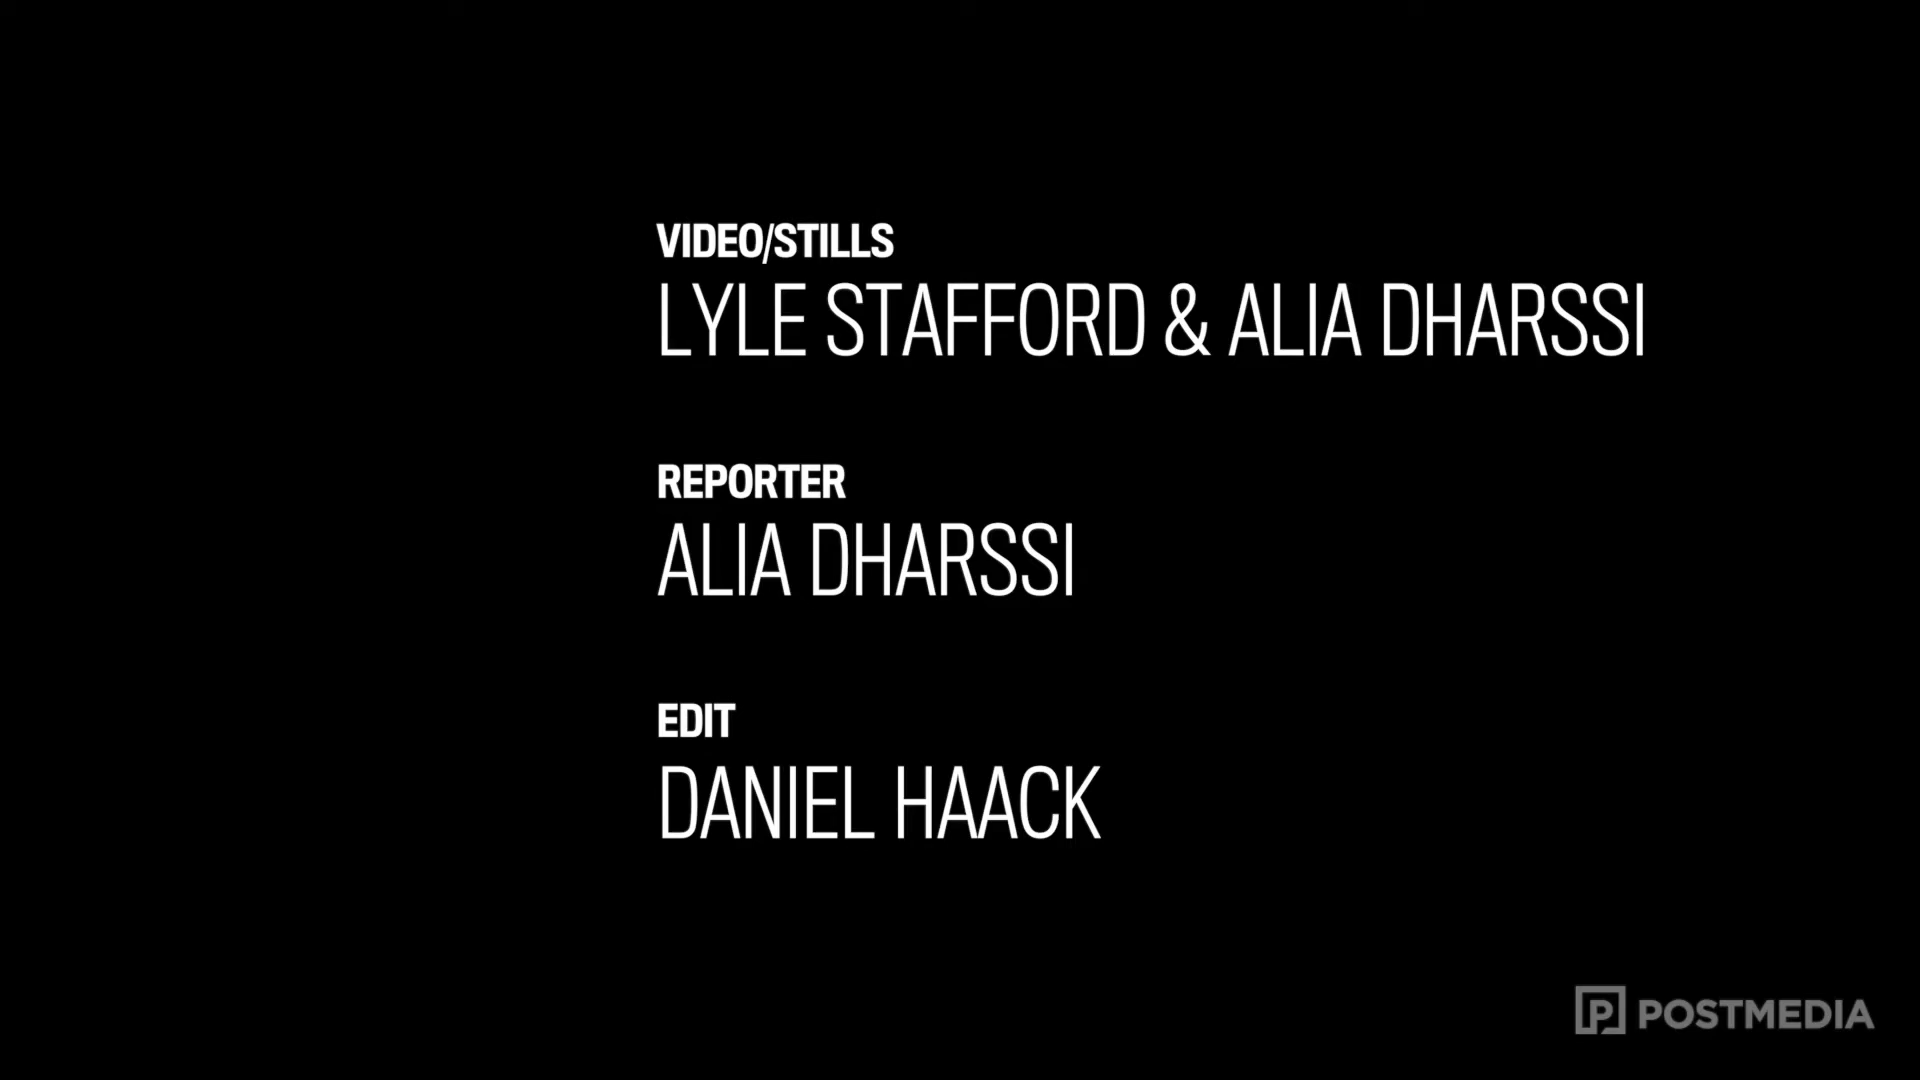 VIDEO/STILLS
LYLE STAFFORD & ALIA DHARSSI
REPORTER
ALIA DHARSSI
EDIT
DANIEL HAACK
P POSTMEDIA